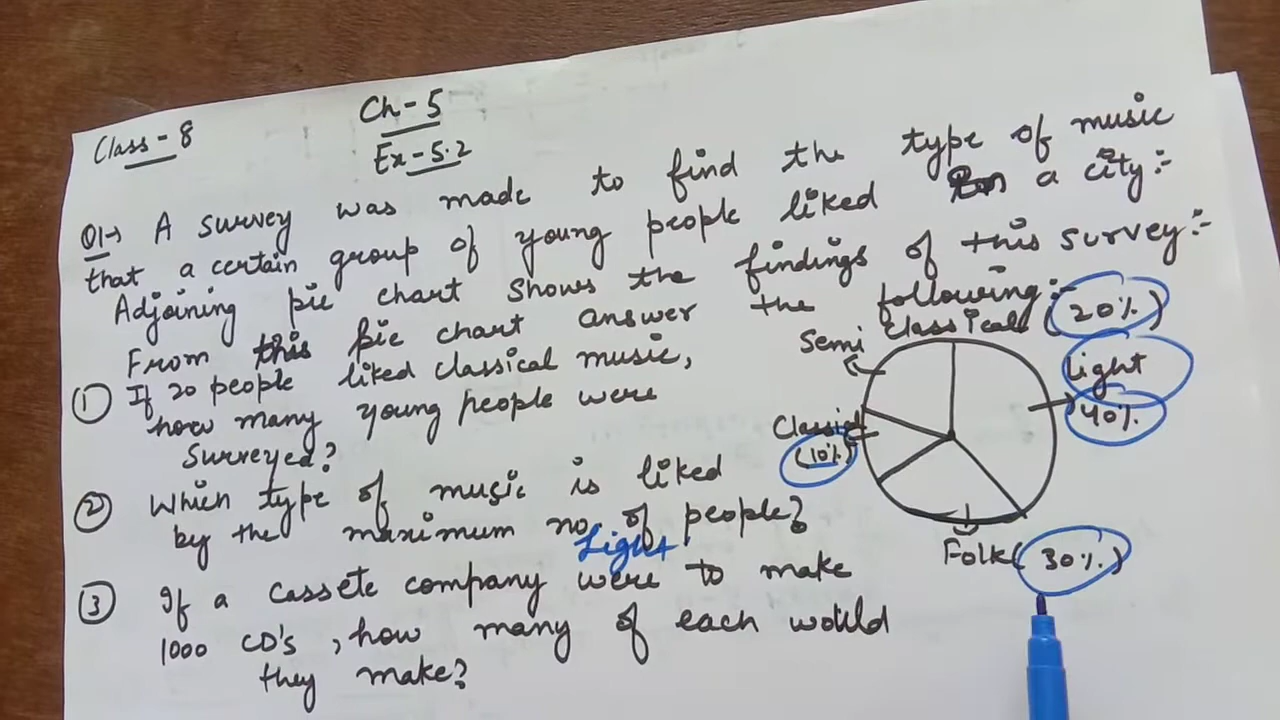 Class-8
Ch-5
Ex-5.2
Q1→ A survey was made to find the type of music
that a certain group of young people liked in a city:-
Adjoining pie chart shows the findings of this survey:-
From this pie chart answer the following:-
① If 20 people liked classical music,
how many young people were
surveyed?
② Which type of music is liked
by the maximum no of people?
Light
③ If a cassete company were to make
1000 CD's, how many of each would
they make?
Semi classical (20%)
Light
40%
Classical
(10%)
Folk (30%)